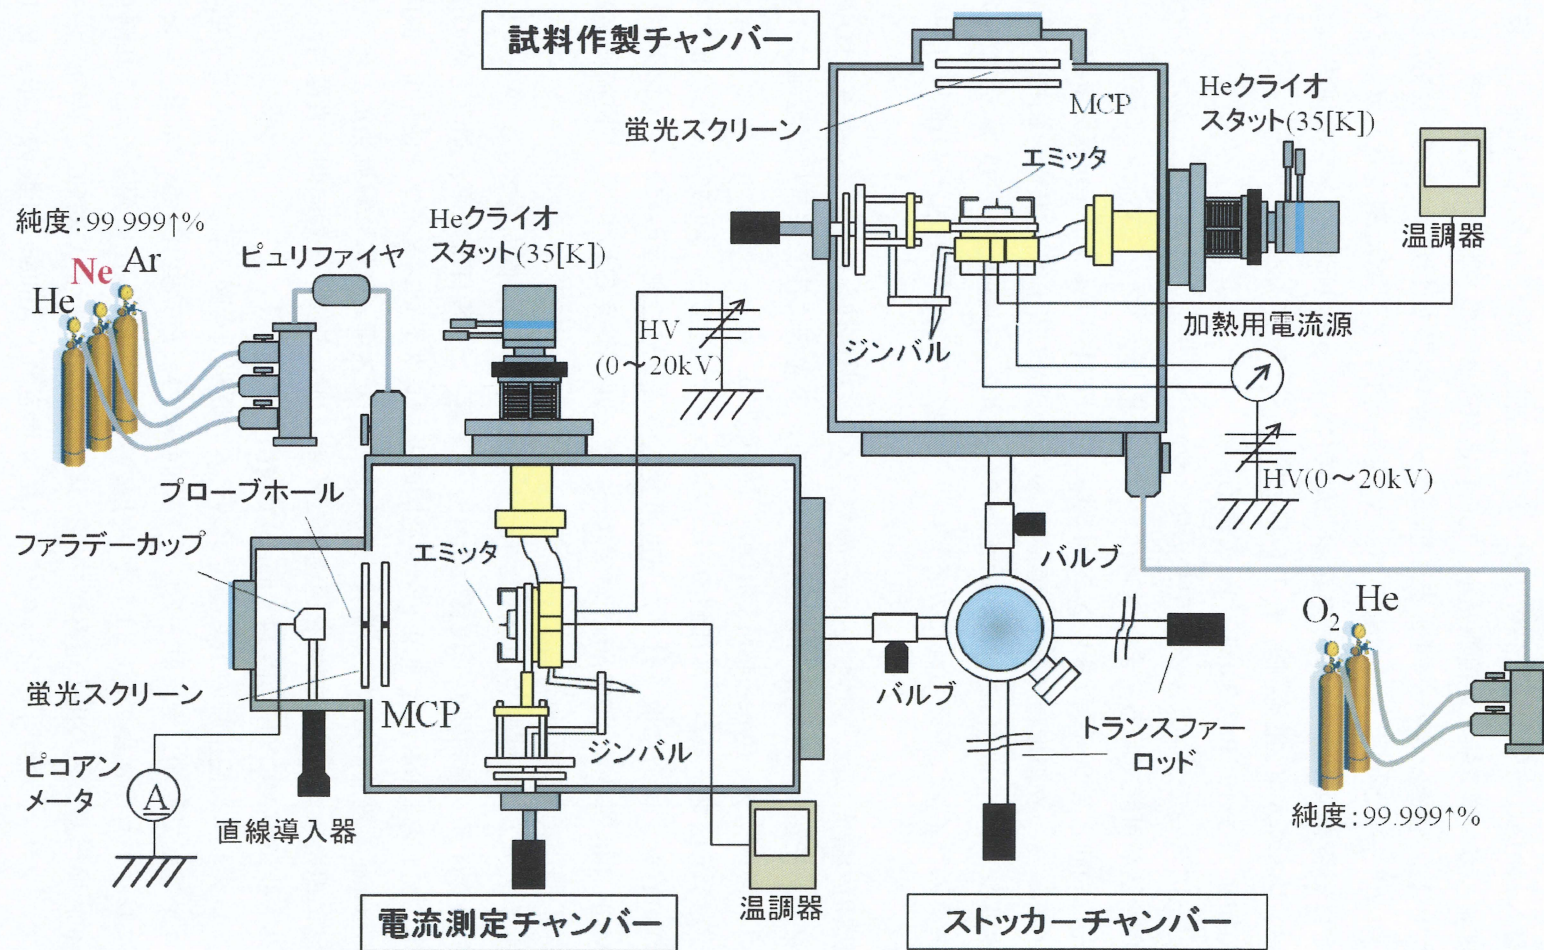 試料作製チャンバー
MCP
蛍光スクリーン
Heクライオ
スタット(35[K])
エミッタ
温調器
ジンバル
加熱用電流源
HV(0～20kV)
純度：99.999↑%
He
Ne
Ar
ピュリファイヤ
Heクライオ
スタット(35[K])
HV
(0～20kV)
プローブホール
ファラデーカップ
エミッタ
蛍光スクリーン
MCP
ジンバル
ピコアン
メータ
A
直線導入器
温調器
電流測定チャンバー
バルブ
バルブ
トランスファー
ロッド
ストッカーチャンバー
O2
He
純度：99.999↑%